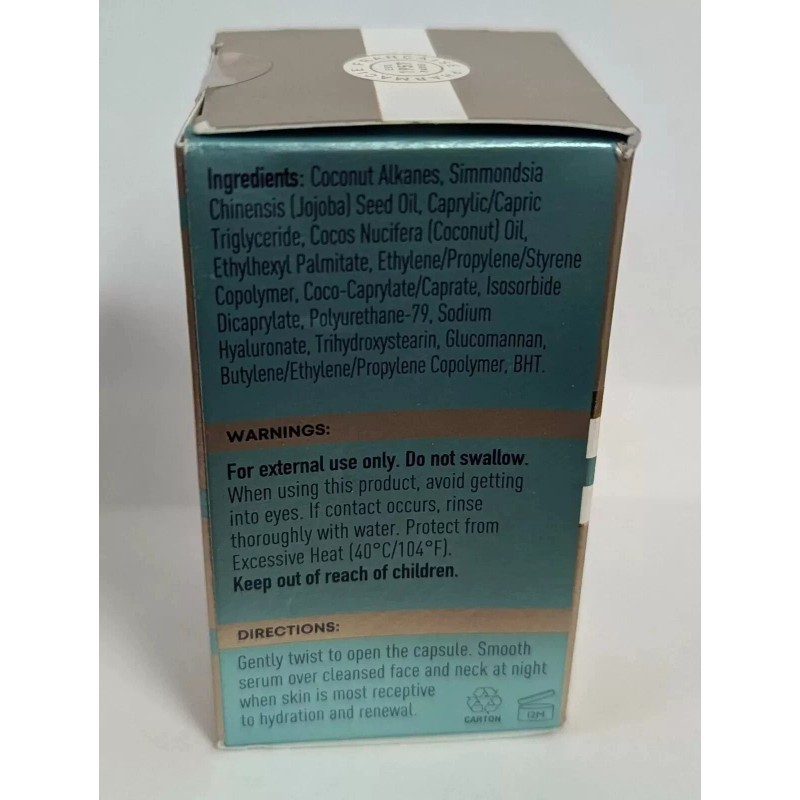 PHARMACIE FRANÇAISE
Ingredients: Coconut Alkanes, Simmondsia
Chinensis (Jojoba) Seed Oil, Caprylic/Capric
Triglyceride, Cocos Nucifera (Coconut) Oil,
Ethylhexyl Palmitate, Ethylene/Propylene/Styrene
Copolymer, Coco-Caprylate/Caprate, Isosorbide
Dicaprylate, Polyurethane-79, Sodium
Hyaluronate, Trihydroxystearin, Glucomannan,
Butylene/Ethylene/Propylene Copolymer, BHT.
WARNINGS:
For external use only. Do not swallow.
When using this product, avoid getting
into eyes. If contact occurs, rinse
thoroughly with water. Protect from
Excessive Heat (40°C/104°F).
Keep out of reach of children.
DIRECTIONS:
Gently twist to open the capsule. Smooth
serum over cleansed face and neck at night
when skin is most receptive
to hydration and renewal.
CARTON
12M